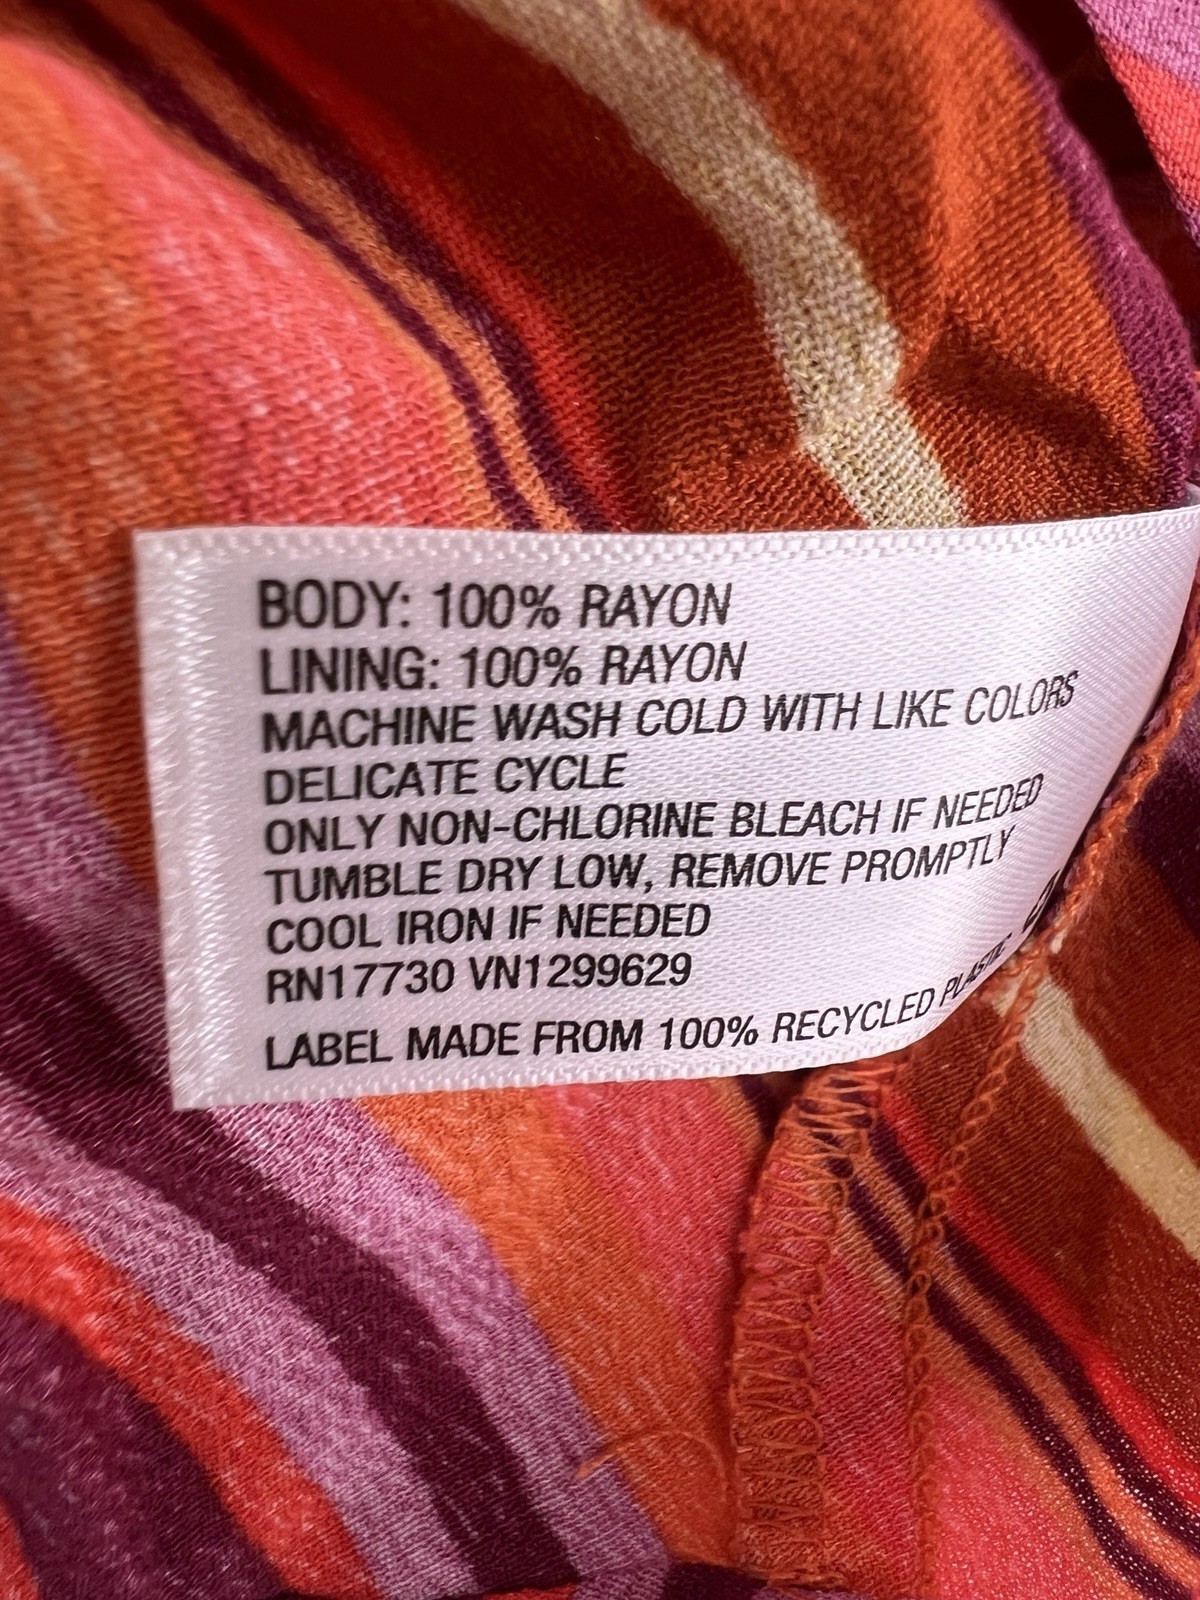 BODY: 100% RAYON
LINING: 100% RAYON
MACHINE WASH COLD WITH LIKE COLORS
DELICATE CYCLE
ONLY NON-CHLORINE BLEACH IF NEEDED
TUMBLE DRY LOW, REMOVE PROMPTLY
COOL IRON IF NEEDED
RN17730 VN1299629
LABEL MADE FROM 100% RECYCLED PLASTIC